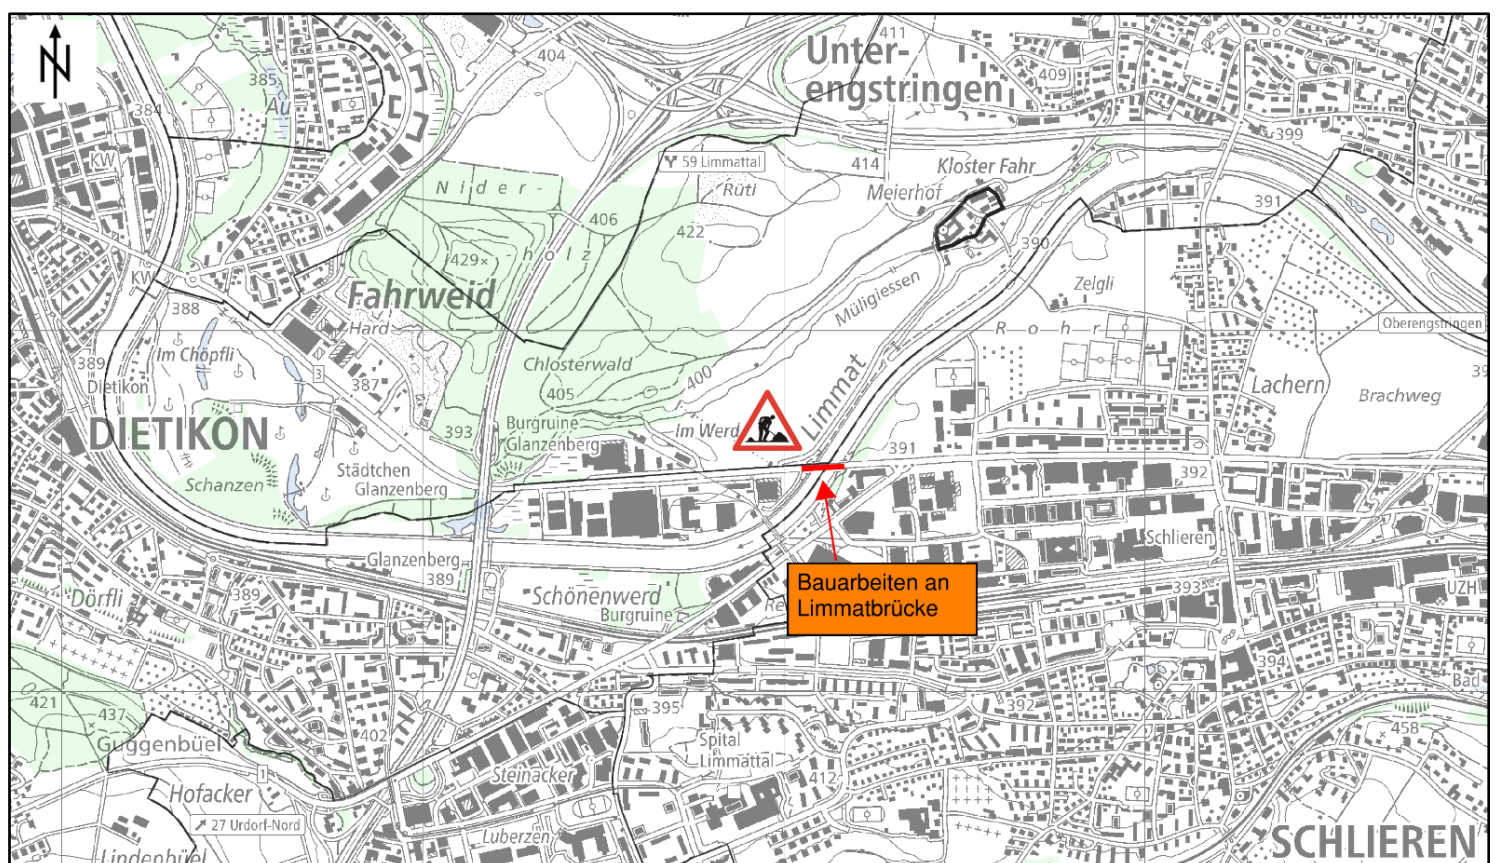 N
411
Unter-
engstringen
404
409
385
Au
384
399
KW
59 Limmattal
414
Kloster Fahr
Nider-
Rüti
Meierhof
391
406
422
390
429
holz
KW
Zelgli
Fahrweid
Müligiessen
388
Hard
Rohr
Oberengstringen
Im Chöpfli
389
Chlosterwald
Dietikon
3
387
400
Lachern
405
Brachweg
Limmat
DIETIKON
393
Burgruine
Glanzenberg
Im Werd
391
Städtchen
Glanzenberg
392
Schanzen
Schlieren
Glanzenberg
389
Bauarbeiten an
Limmatbrücke
393
UZH
389
Dörfli
Schönenwerd
Burgruine
394
Bad
421
437
395
392
402
458
Guggenbüel
Spital
Limmattal
1
Steinacker
412
Hofacker
27 Urdorf-Nord
Luberzen
SCHLIEREN
Lindenbüel